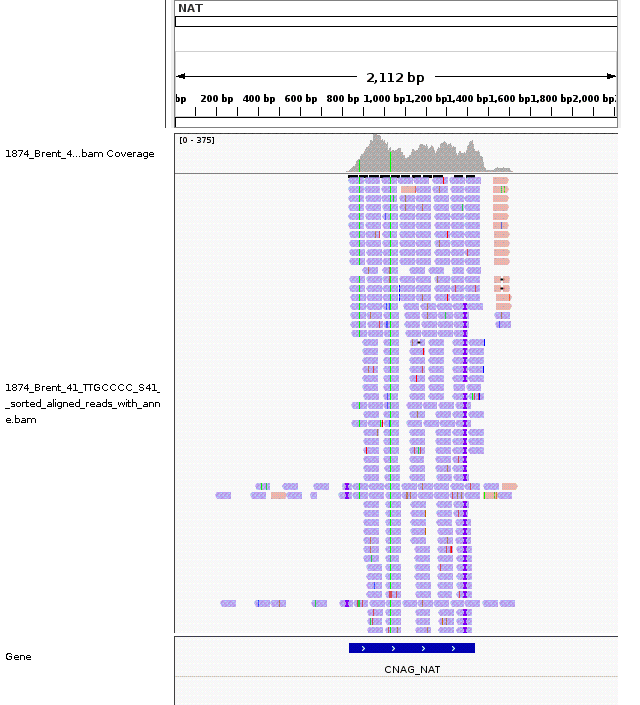 NAT
2,112 bp
bp 200 bp 400 bp 600 bp 800 bp 1,000 bp 1,200 bp 1,400 bp 1,600 bp 1,800 bp 2,000 bp
[0 - 375]
1874_Brent_4...bam Coverage
1874_Brent_41_TTGCCCC_S41_
_sorted_aligned_reads_with_ann
e.bam
Gene
CNAG_NAT